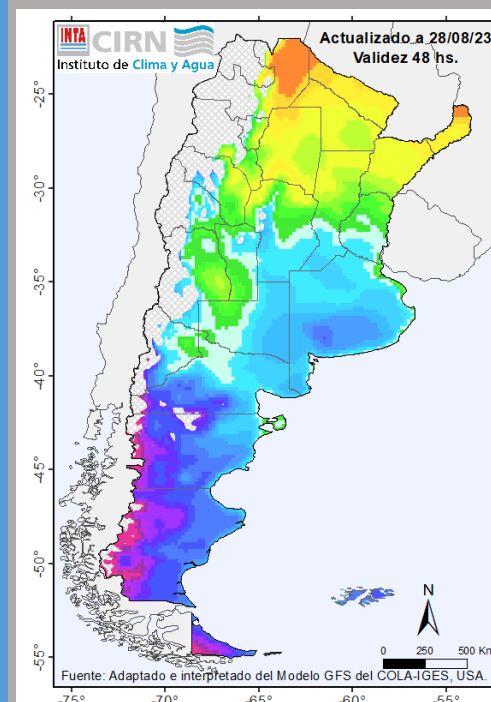 INTA CIRN
Instituto de Clima y Agua
Actualizado a 28/08/23
Validez 48 hs.
-25°
-30°
-35°
-40°
-45°
-50°
-55°
N
0 250 500 Km
Fuente: Adaptado e interpretado del Modelo GFS del COLA-IGES, USA.
-75° -70° -65° -60° -55°